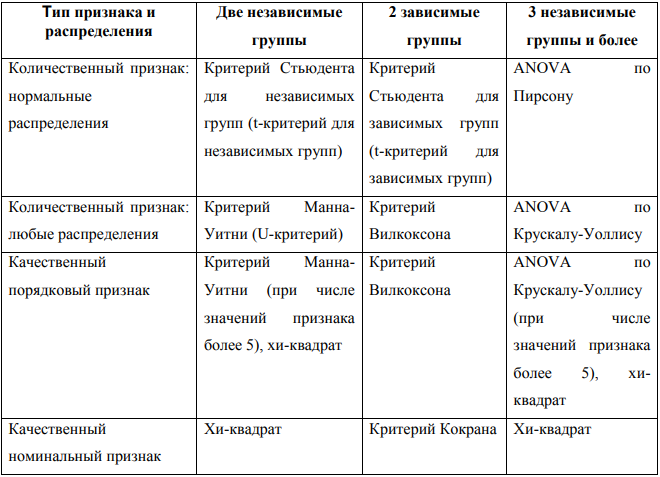 Тип признака и
распределения
Две независимые
группы
2 зависимые
группы
3 независимые
группы и более
Количественный признак:
нормальные
распределения
Критерий Стьюдента
для независимых
групп (t-критерий для
независимых групп)
Критерий
Стьюдента для
зависимых групп
(t-критерий для
зависимых групп)
ANOVA по
Пирсону
Количественный признак:
любые распределения
Критерий Манна-
Уитни (U-критерий)
Критерий
Вилкоксона
ANOVA по
Крускалу-Уоллису
Качественный
порядковый признак
Критерий Манна-
Уитни (при числе
значений признака
более 5), хи-квадрат
Критерий
Вилкоксона
ANOVA по
Крускалу-Уоллису
(при числе
значений признака
более 5), хи-
квадрат
Качественный
номинальный признак
Хи-квадрат
Критерий Кокрана
Хи-квадрат